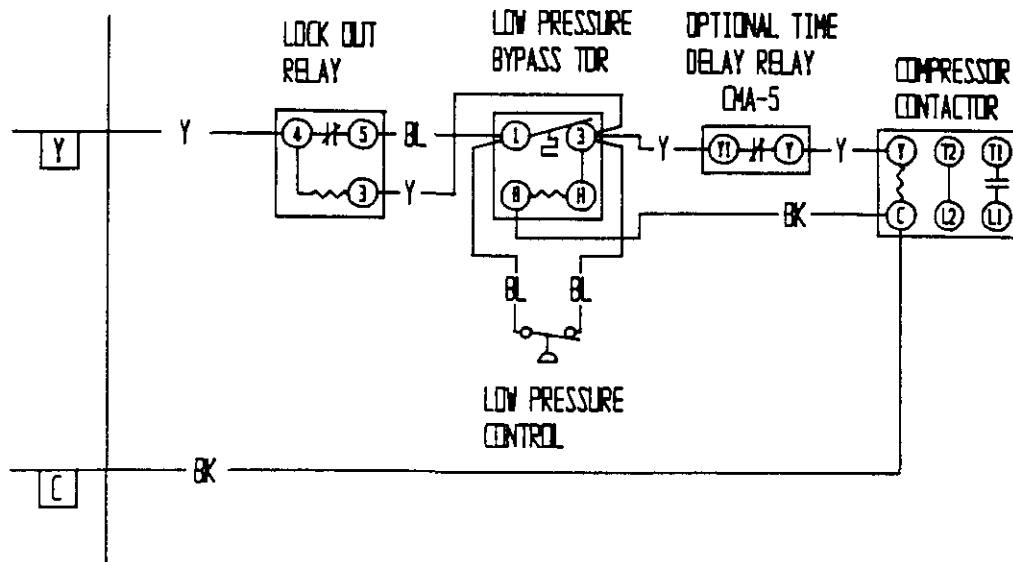 LOCK OUT
RELAY
LOW PRESSURE
BYPASS TDR
OPTIONAL TIME
DELAY RELAY
CMA-5
COMPRESSOR
CONTACTOR
Y
Y
4
5
BL
1
3
Y
Y1
Y
Y
Y
T2
T1
3
Y
H
H
BK
C
L2
L1
BL
BL
LOW PRESSURE
CONTROL
C
BK